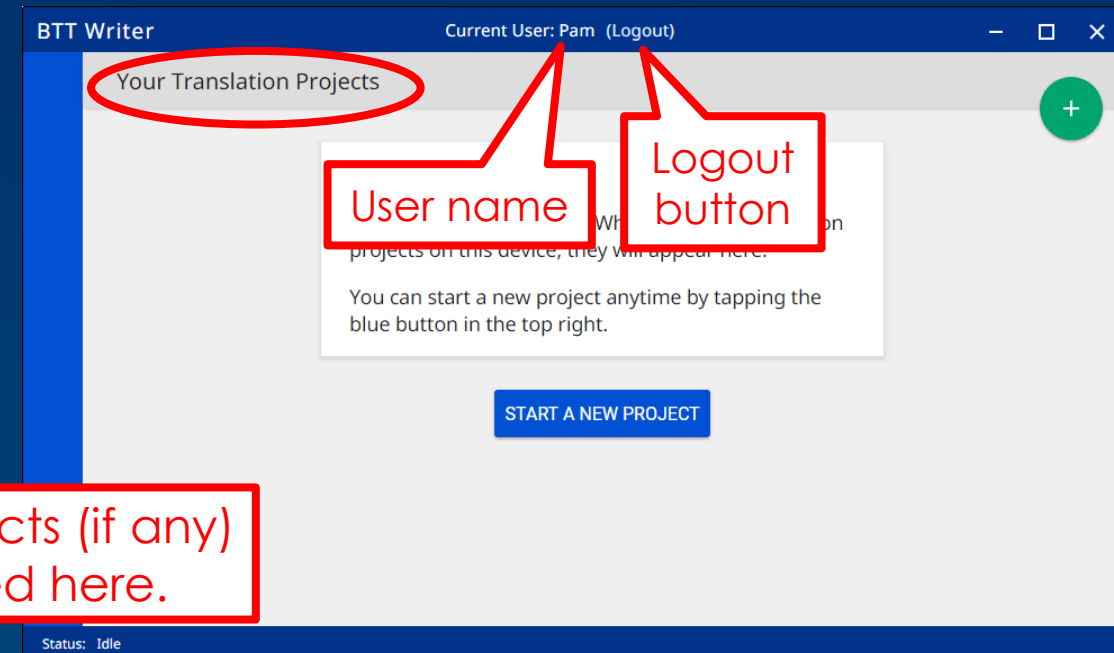 BTT Writer
Current User: Pam (Logout)
Your Translation Projects
+
User name
Logout
button
on
projects on this device, they will appear here.
You can start a new project anytime by tapping the
blue button in the top right.
START A NEW PROJECT
cts (if any)
ed here.
Status: Idle